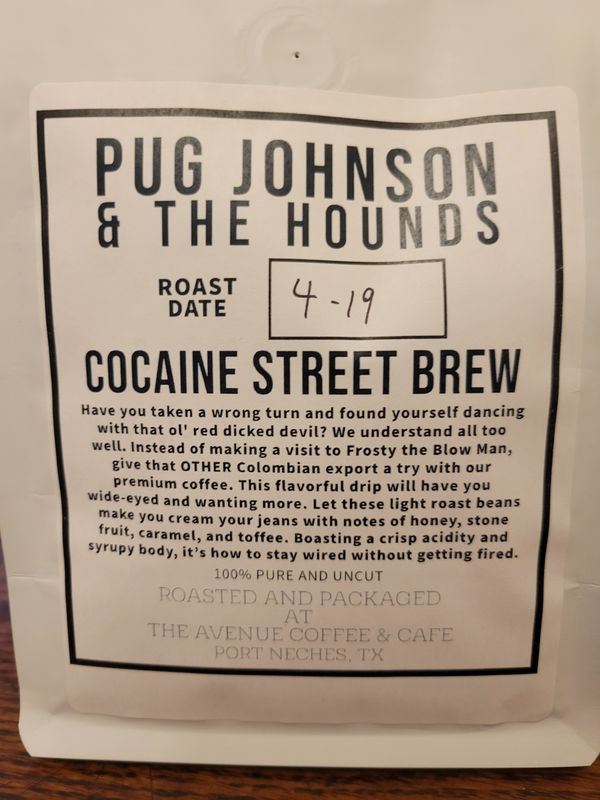 PUG JOHNSON
& THE HOUNDS
ROAST
DATE
4-19
COCAINE STREET BREW
Have you taken a wrong turn and found yourself dancing
with that ol' red dicked devil? We understand all too
well. Instead of making a visit to Frosty the Blow Man,
give that OTHER Colombian export a try with our
premium coffee. This flavorful drip will have you
wide-eyed and wanting more. Let these light roast beans
make you cream your jeans with notes of honey, stone
fruit, caramel, and toffee. Boasting a crisp acidity and
syrupy body, it's how to stay wired without getting fired.
100% PURE AND UNCUT
ROASTED AND PACKAGED
AT
THE AVENUE COFFEE & CAFE
PORT NECHES, TX